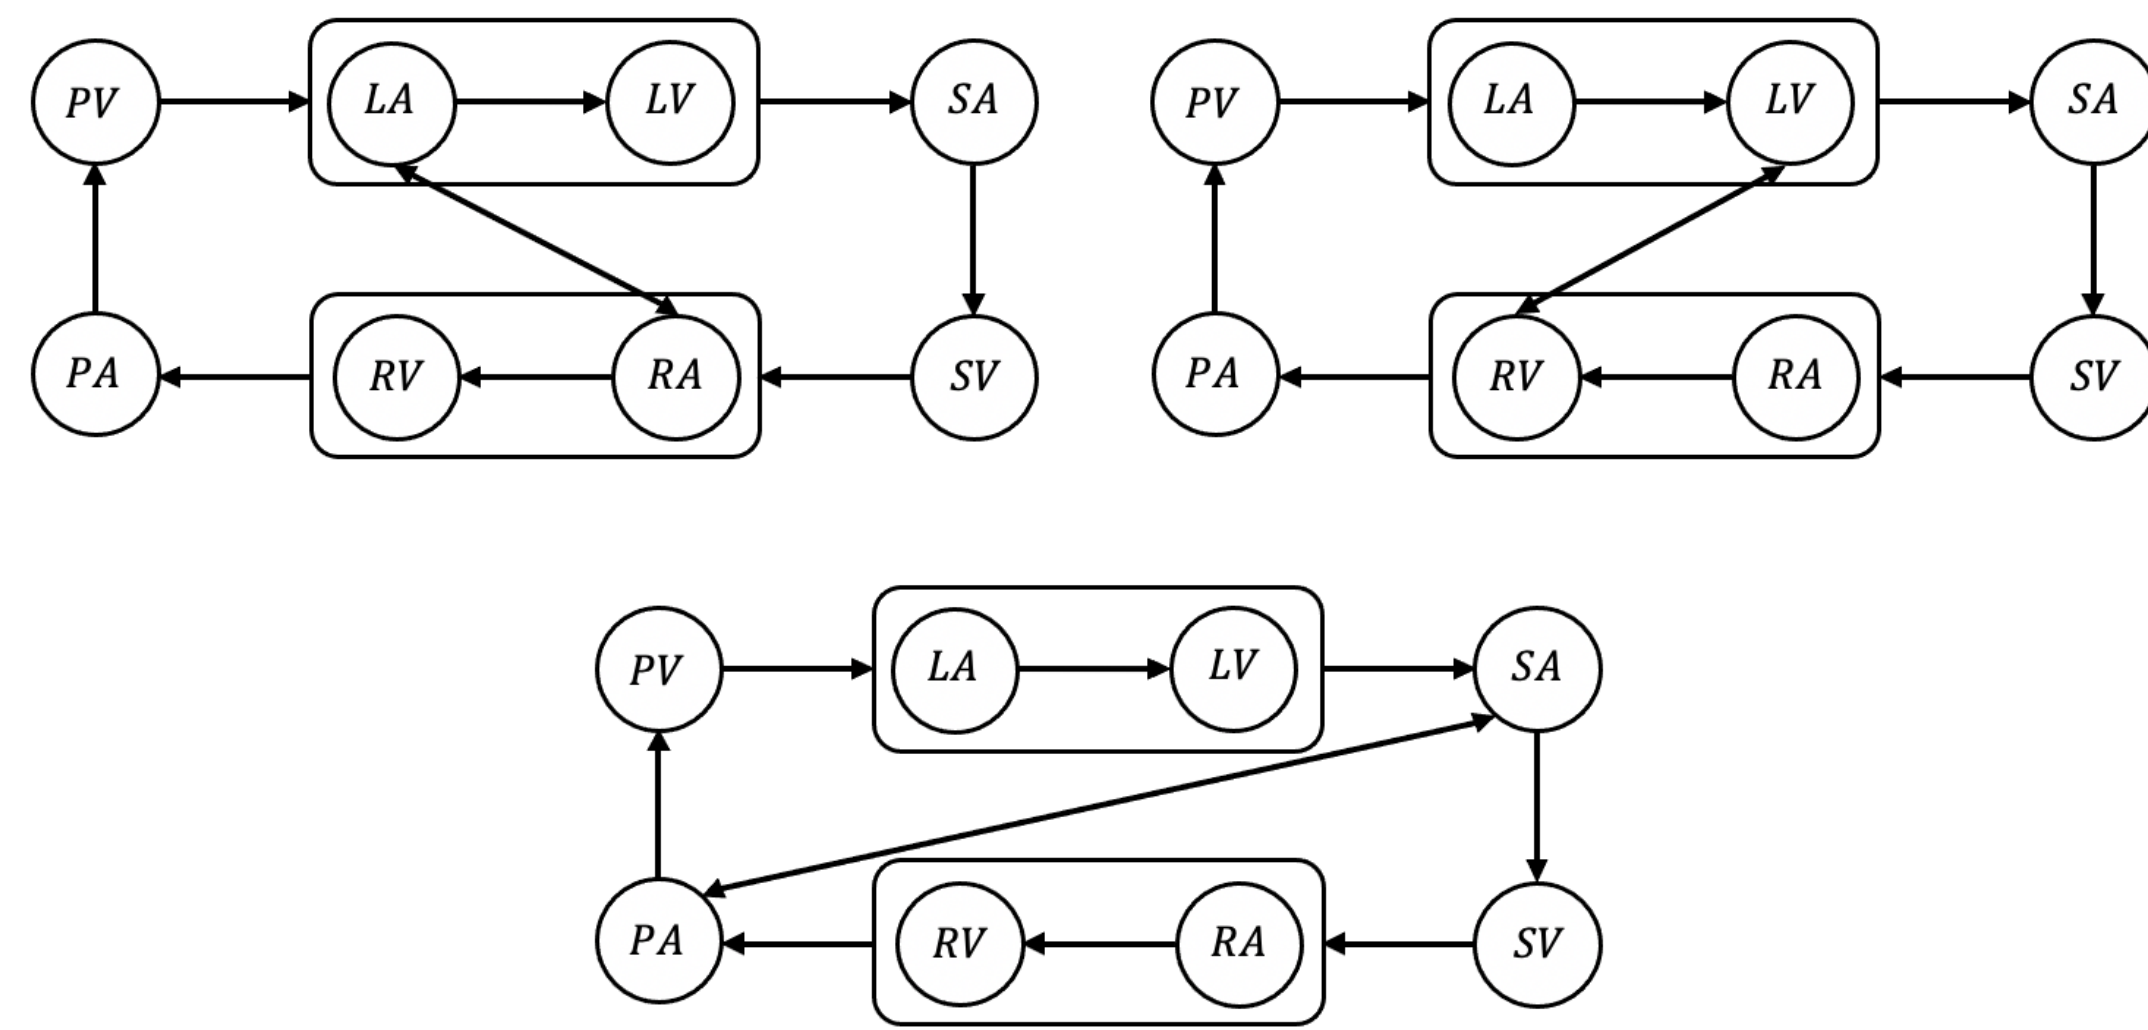 PV LA LV SA PV LA LV SA
PA RV RA SV PA RV RA SV
PV LA LV SA
PA RV RA SV